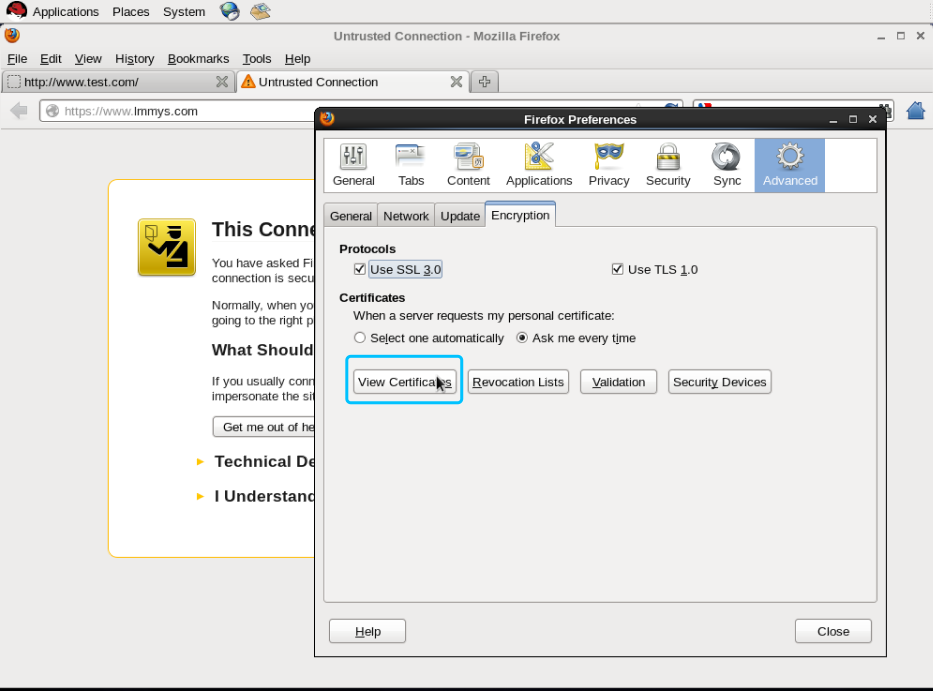 Applications Places System
Untrusted Connection - Mozilla Firefox
File Edit View History Bookmarks Tools Help
http://www.test.com/ Untrusted Connection
https://www.lmmys.com
Firefox Preferences
General Tabs Content Applications Privacy Security Sync Advanced
General Network Update Encryption
This Conne
Protocols
You have asked Fi
connection is secu
Use SSL 3.0 Use TLS 1.0
Certificates
Normally, when yo
going to the right p
When a server requests my personal certificate:
Select one automatically Ask me every time
What Should
If you usually conn
impersonate the sit
View Certificates Revocation Lists Validation Security Devices
Get me out of he
Technical De
I Understand
Help Close